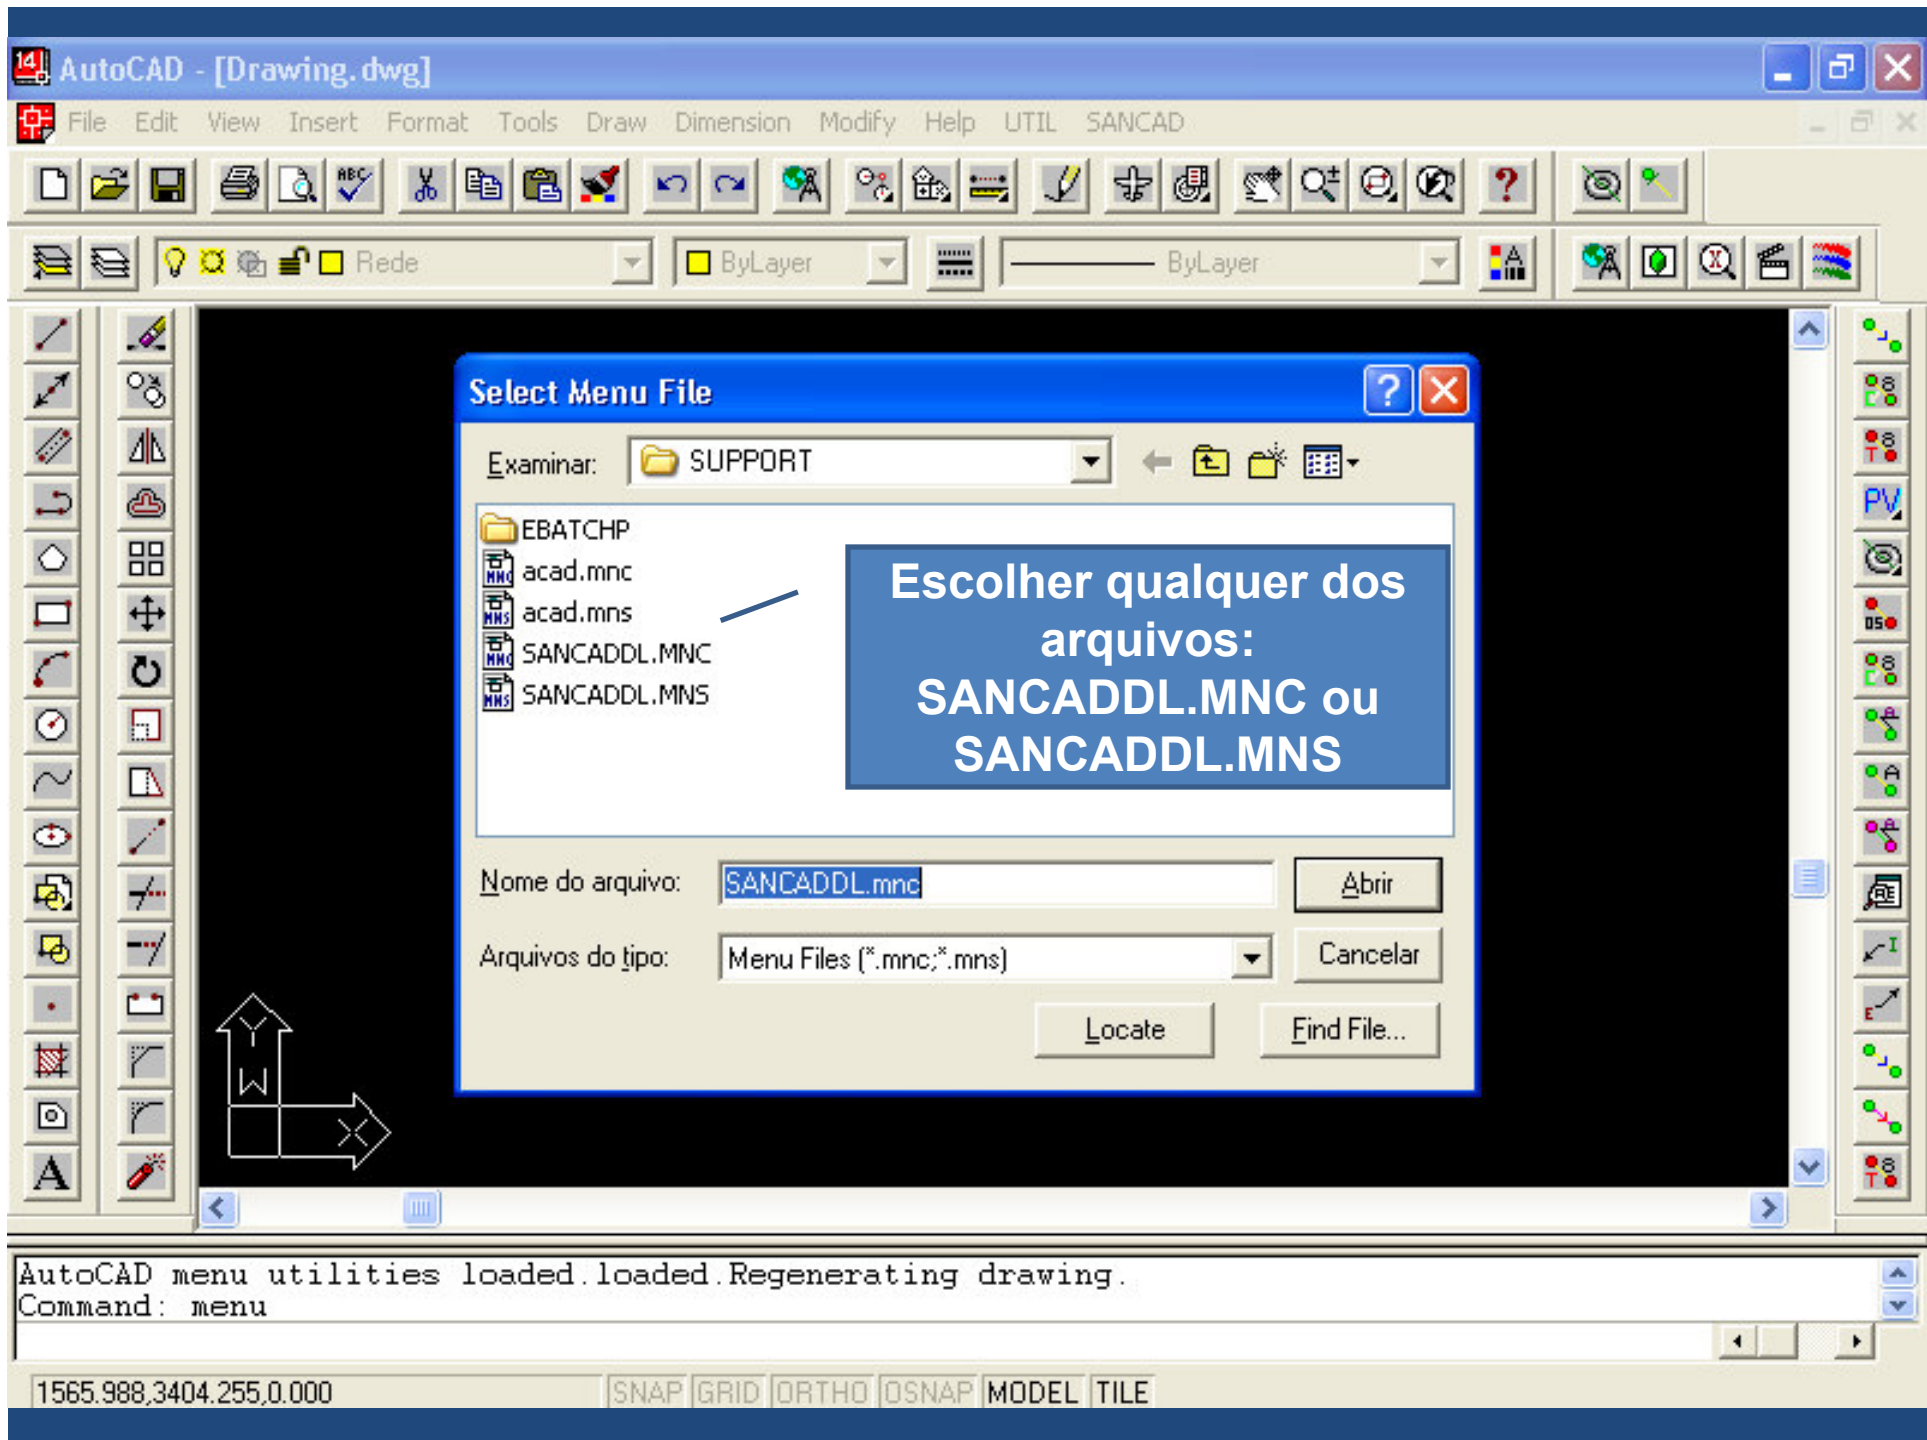 AutoCAD - [Drawing.dwg]
File Edit View Insert Format Tools Draw Dimension Modify Help UTIL SANCAD
Rede ByLayer ByLayer
Select Menu File
Examinar: SUPPORT
EBATCHP
acad.mnc
acad.mns
SANCADDL.MNC
SANCADDL.MNS
Escolher qualquer dos
arquivos:
SANCADDL.MNC ou
SANCADDL.MNS
Nome do arquivo: SANCADDL.mnc Abrir
Arquivos do tipo: Menu Files (*.mnc;*.mns) Cancelar
Locate Find File...
PV
Y
W
X
AutoCAD menu utilities loaded.loaded.Regenerating drawing.
Command: menu
1565.988,3404.255,0.000 SNAP GRID ORTHO OSNAP MODEL TILE